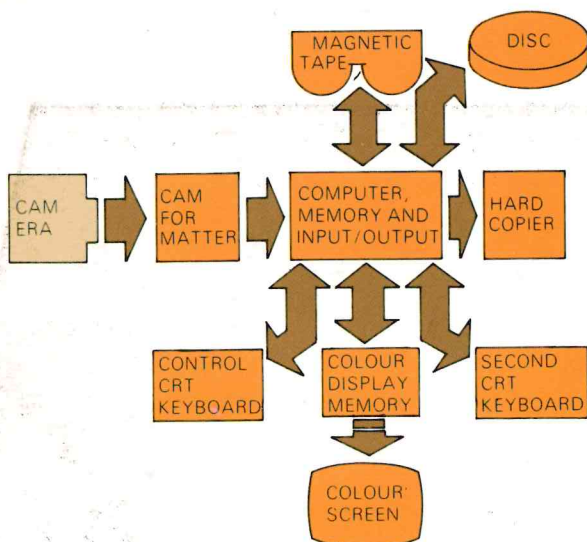 MAGNETIC
TAPE
DISC
CAM
ERA
CAM
FOR
MATTER
COMPUTER,
MEMORY AND
INPUT/OUTPUT
HARD
COPIER
CONTROL
CRT
KEYBOARD
COLOUR
DISPLAY
MEMORY
SECOND
CRT
KEYBOARD
COLOUR
SCREEN